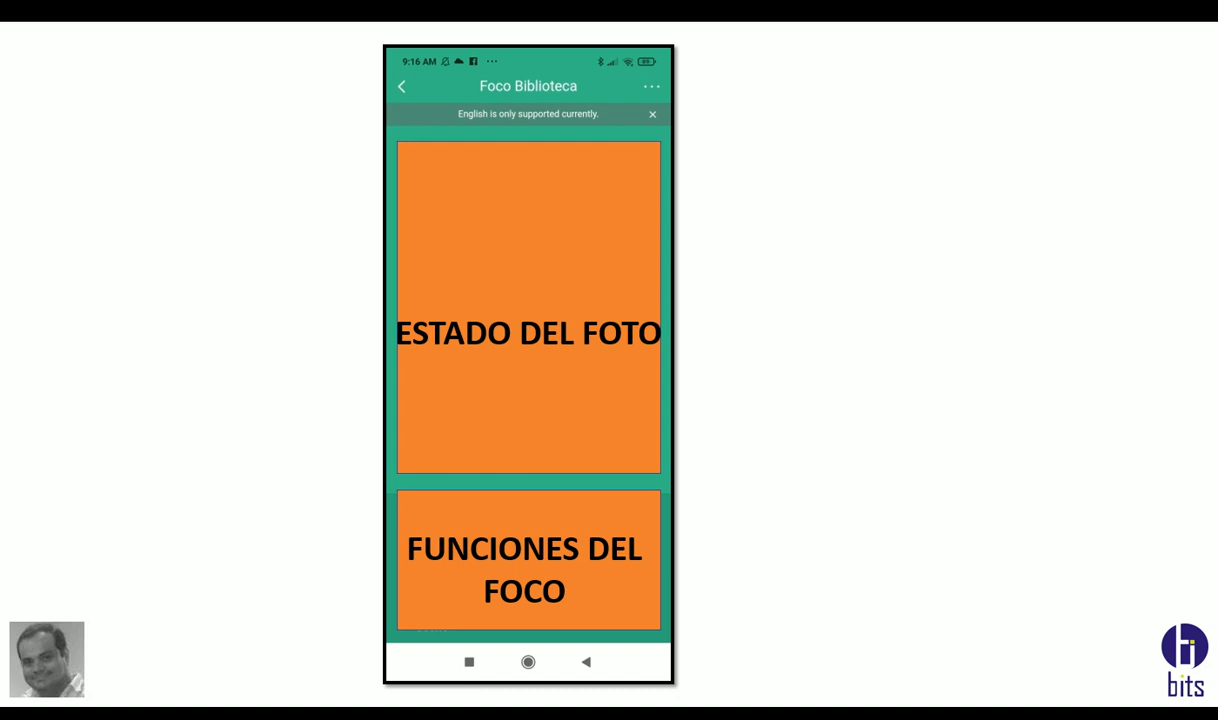 9:16 AM
Foco Biblioteca
English is only supported currently.
ESTADO DEL FOTO
FUNCIONES DEL
FOCO
bits